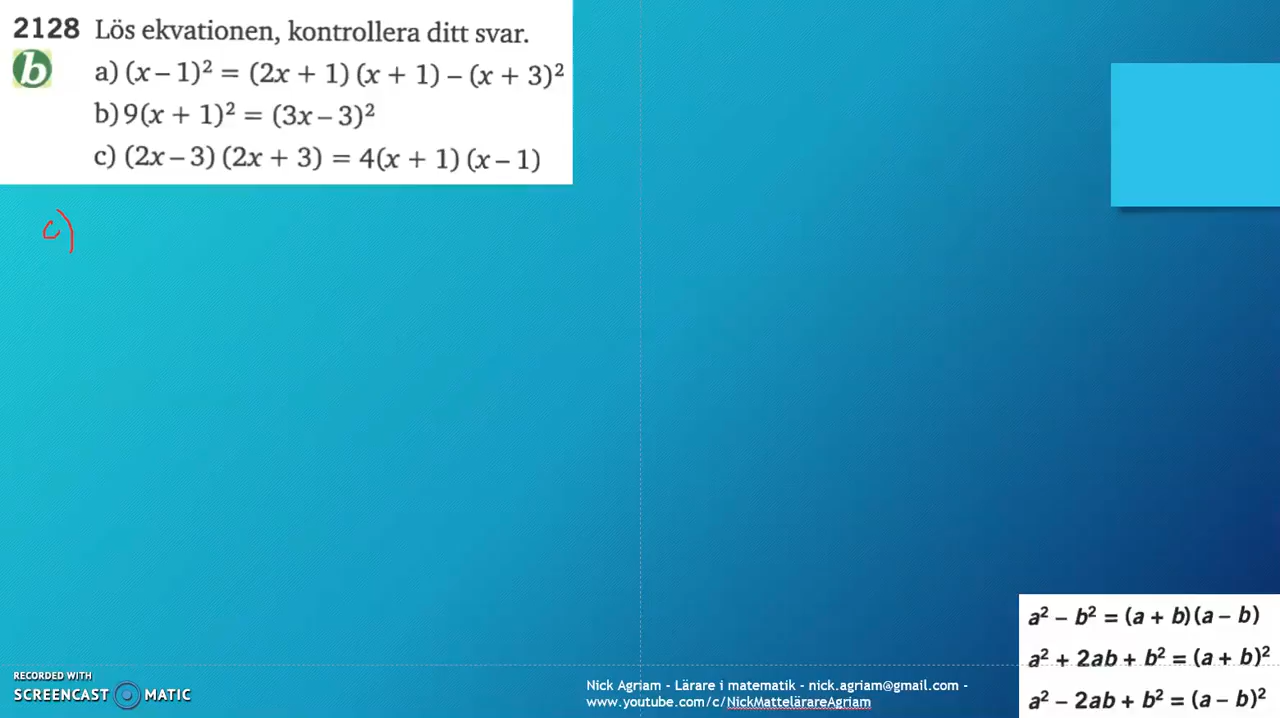 2128 Lös ekvationen, kontrollera ditt svar.
b
a) (x – 1)² = (2x + 1) (x + 1) – (x + 3)²
b) 9(x + 1)² = (3x – 3)²
c) (2x – 3) (2x + 3) = 4(x + 1) (x – 1)
c)
a² – b² = (a + b)(a – b)
a² + 2ab + b² = (a + b)²
a² – 2ab + b² = (a – b)²
RECORDED WITH
SCREENCAST MATIC
Nick Agriam - Lärare i matematik - nick.agriam@gmail.com -
www.youtube.com/c/NickMattelärareAgriam